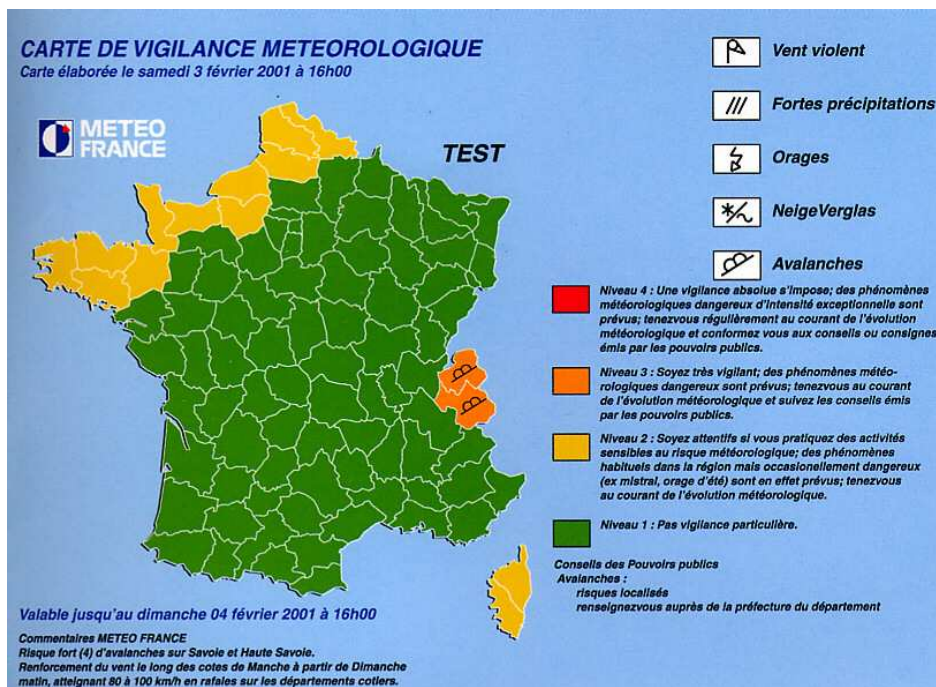 CARTE DE VIGILANCE METEOROLOGIQUE
Carte élaborée le samedi 3 février 2001 à 16h00
METEO
FRANCE
TEST
Vent violent
Fortes précipitations
Orages
NeigeVerglas
Avalanches
Niveau 4 : Une vigilance absolue s'impose; des phénomènes
météorologiques dangereux d'intensité exceptionnelle sont
prévus; tenezvous régulièrement au courant de l'évolution
météorologique et conformez vous aux conseils ou consignes
émis par les pouvoirs publics.
Niveau 3 : Soyez très vigilant; des phénomènes météo-
rologiques dangereux sont prévus; tenezvous au courant
de l'évolution météorologique et suivez les conseils émis
par les pouvoirs publics.
Niveau 2 : Soyez attentifs si vous pratiquez des activités
sensibles au risque météorologique; des phénomènes
habituels dans la région mais occasionellement dangereux
(ex mistral, orage d'été) sont en effet prévus; tenezvous
au courant de l'évolution météorologique.
Niveau 1 : Pas vigilance particulière.
Conseils des Pouvoirs publics
Avalanches :
risques localisés
renseignezvous auprès de la préfecture du département
Valable jusqu'au dimanche 04 février 2001 à 16h00
Commentaires METEO FRANCE
Risque fort (4) d'avalanches sur Savoie et Haute Savoie.
Renforcement du vent le long des cotes de Manche à partir de Dimanche
matin, atteignant 80 à 100 km/h en rafales sur les départements cotiers.